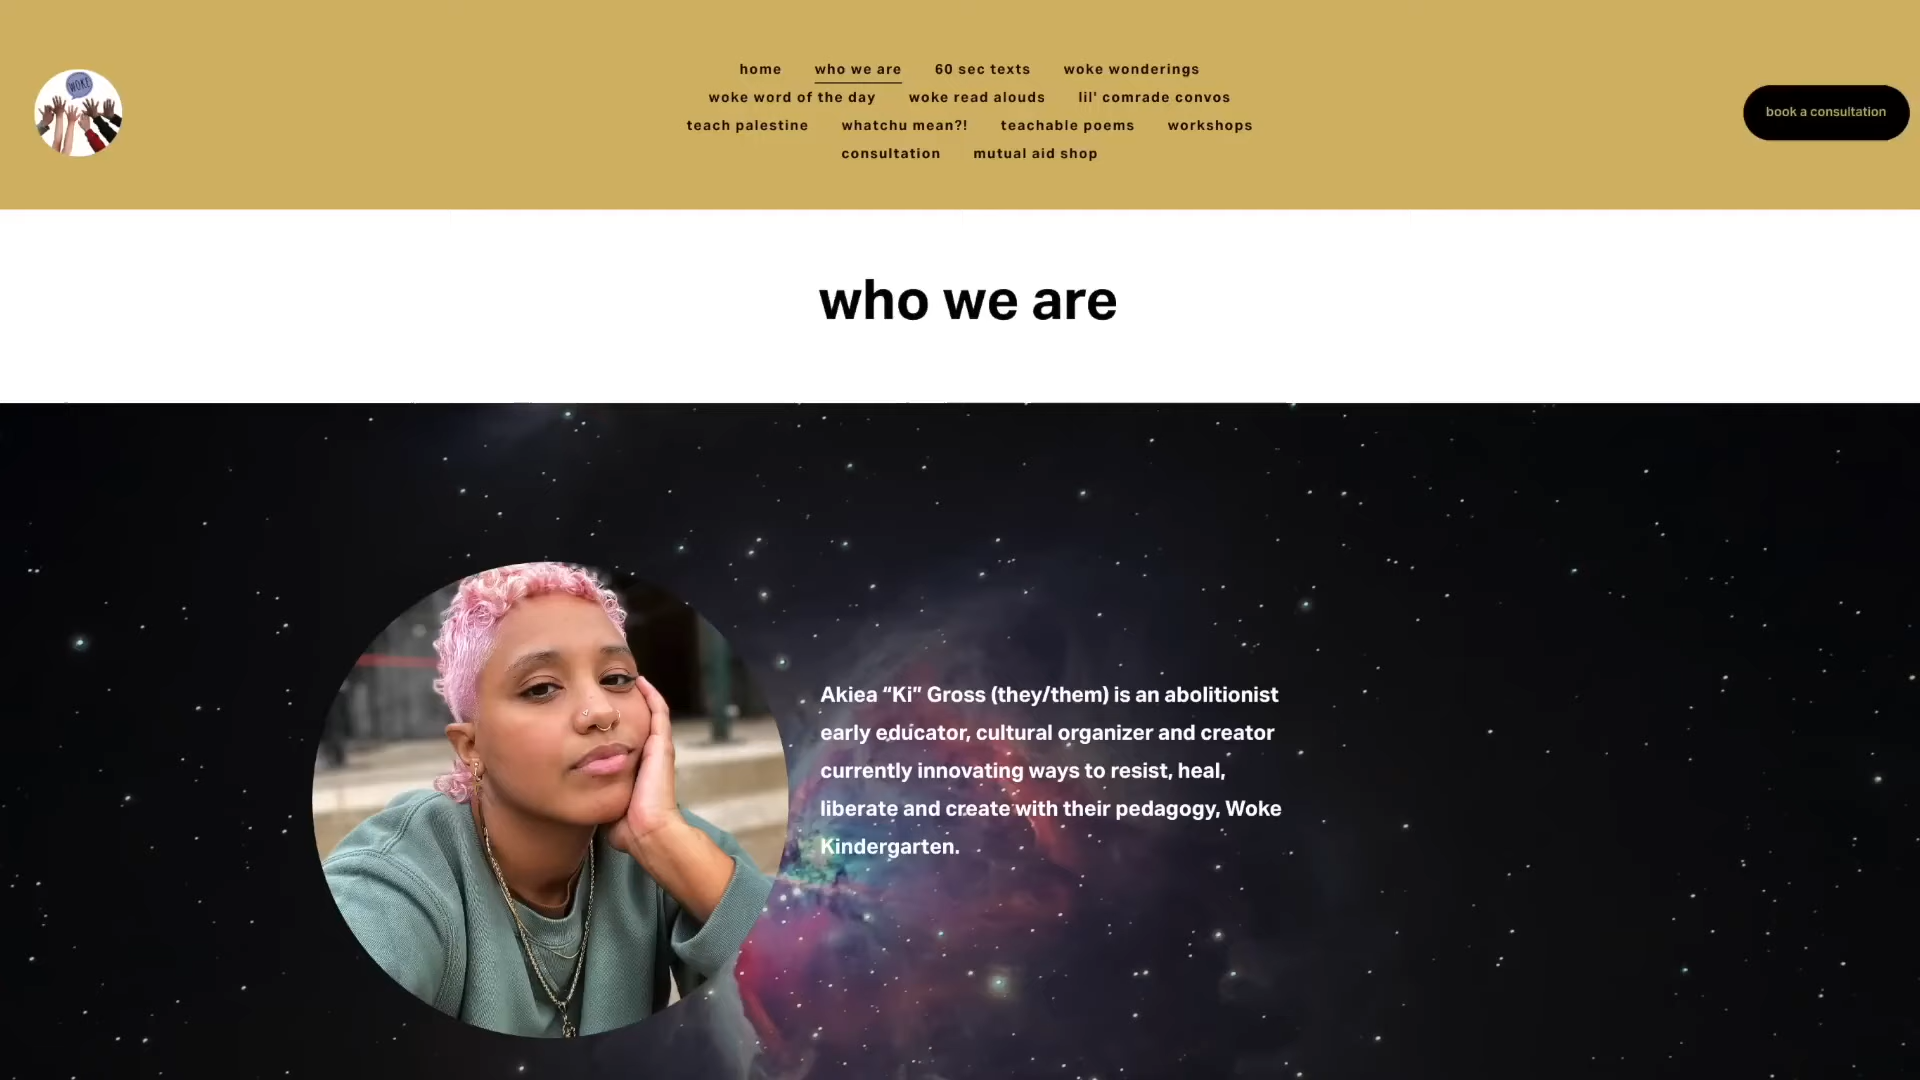 WOKE
home who we are 60 sec texts woke wonderings
woke word of the day woke read alouds lil' comrade convos
teach palestine whatchu mean?! teachable poems workshops
consultation mutual aid shop
book a consultation
who we are
Akiea “Ki” Gross (they/them) is an abolitionist
early educator, cultural organizer and creator
currently innovating ways to resist, heal,
liberate and create with their pedagogy, Woke
Kindergarten.